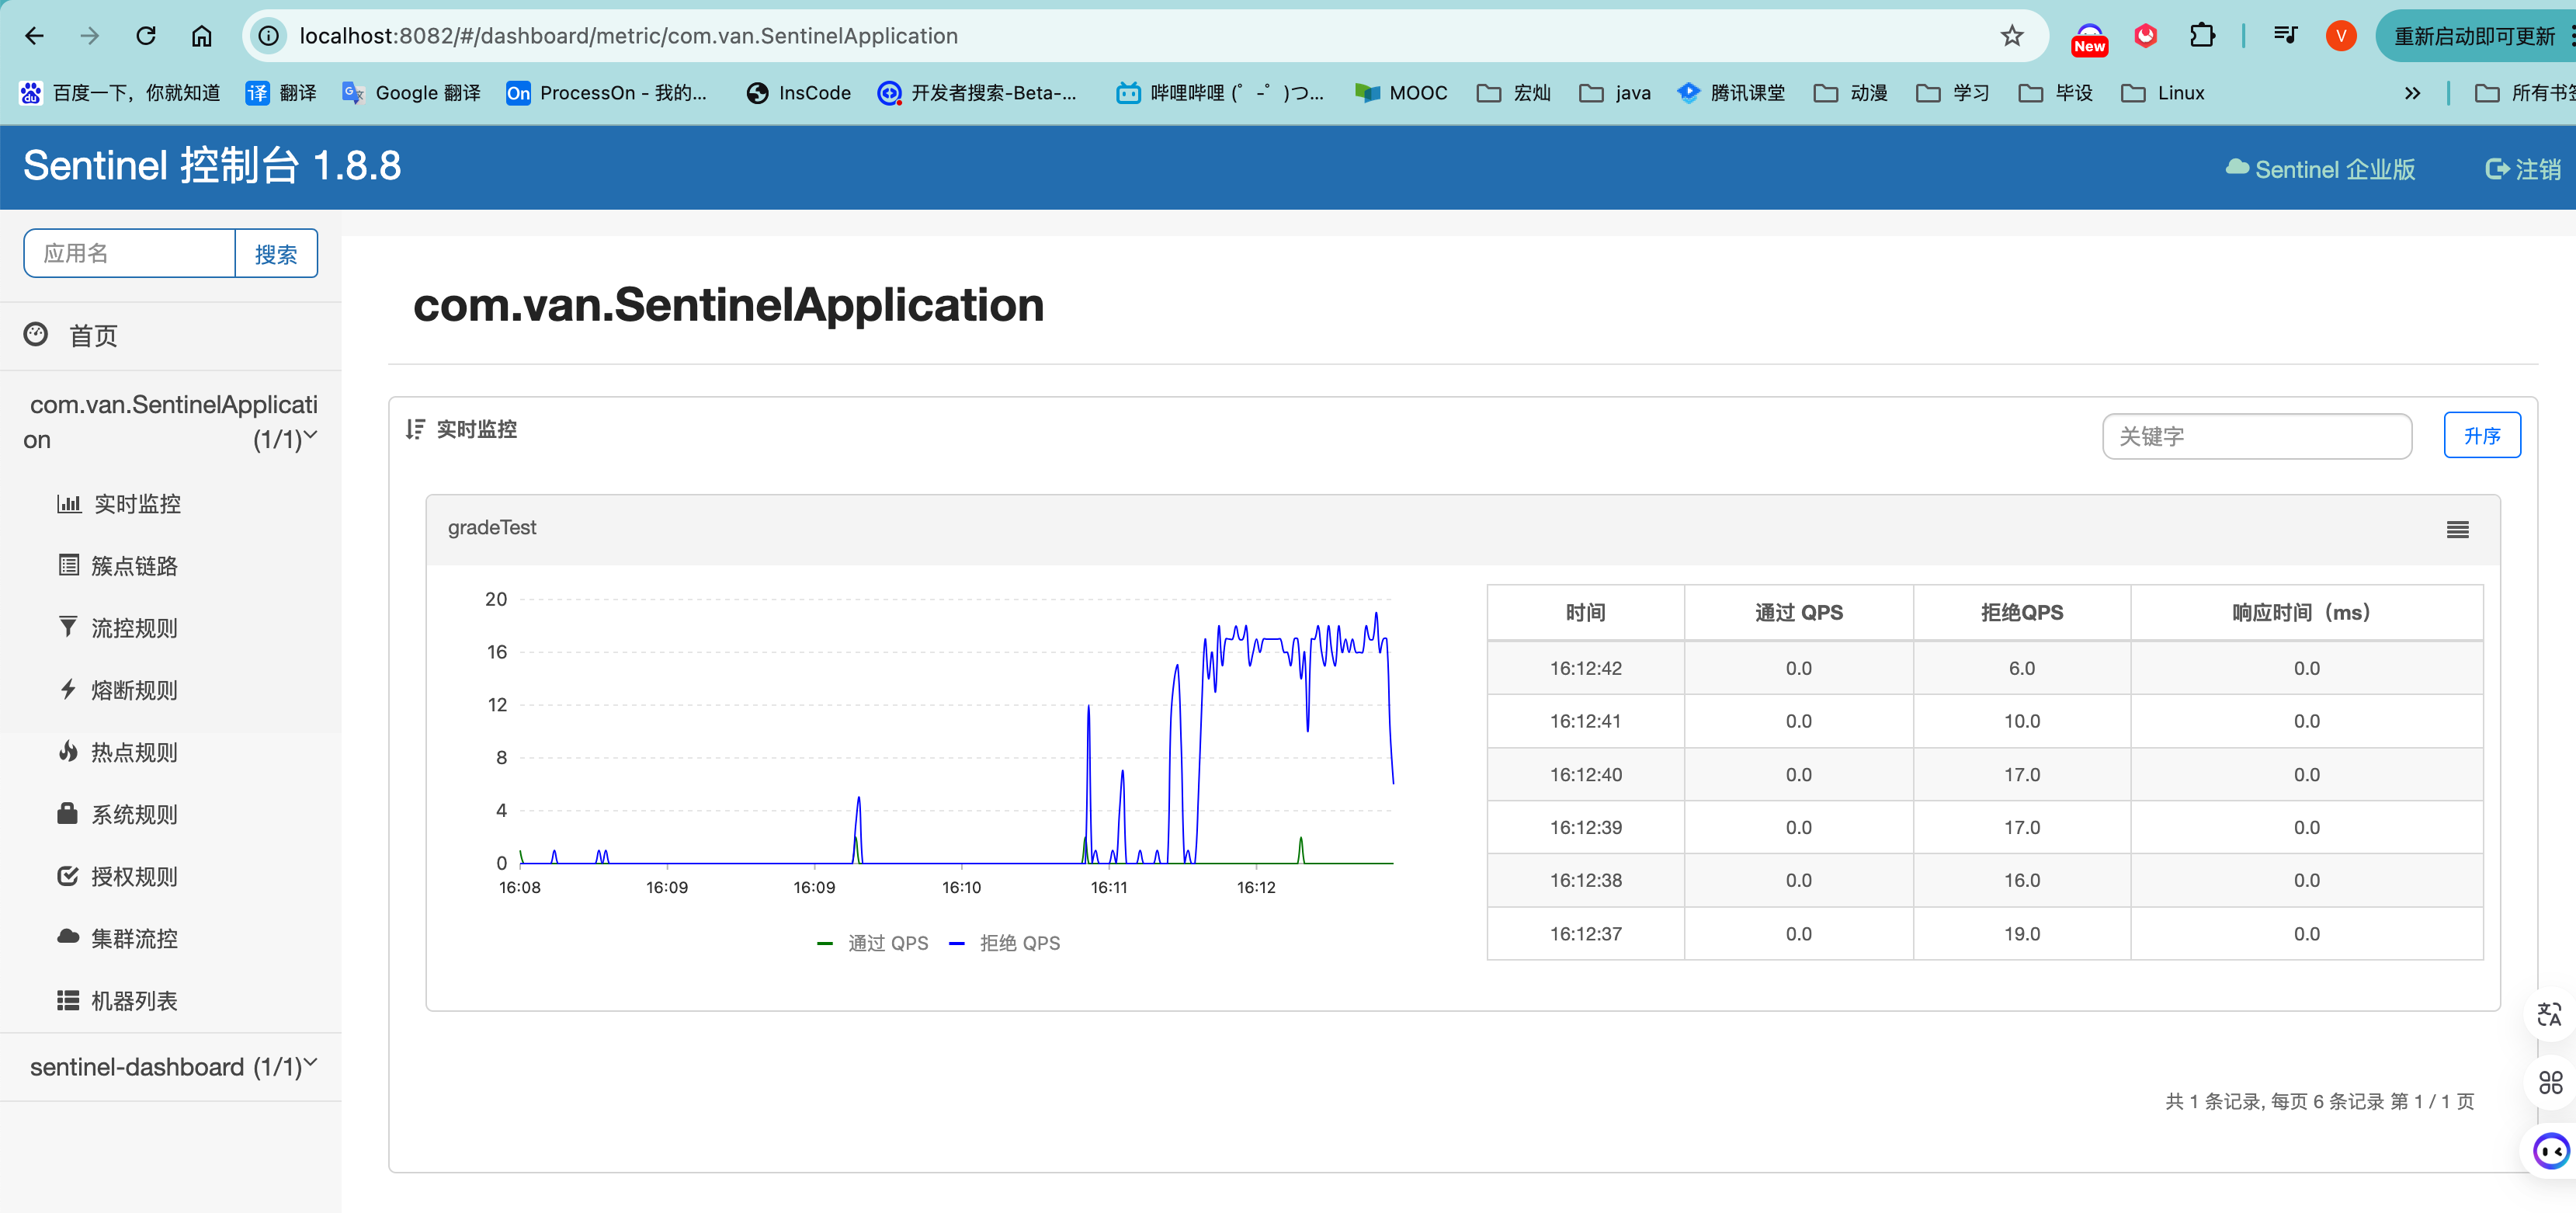 localhost:8082/#/dashboard/metric/com.van.SentinelApplication
New
V
重新启动即可更新
百度一下，你就知道
译 翻译
Google 翻译
On ProcessOn - 我的...
InsCode
开发者搜索-Beta-...
哔哩哔哩 (゜-゜)つ...
MOOC
宏灿
java
腾讯课堂
动漫
学习
毕设
Linux
所有书签
Sentinel 控制台 1.8.8
Sentinel 企业版
注销
应用名
搜索
首页
com.van.SentinelApplicati
on (1/1)
实时监控
簇点链路
流控规则
熔断规则
热点规则
系统规则
授权规则
集群流控
机器列表
sentinel-dashboard (1/1)
com.van.SentinelApplication
实时监控
关键字
升序
gradeTest
20
16
12
8
4
0
16:08 16:09 16:09 16:10 16:11 16:12
通过 QPS 拒绝 QPS
时间 通过 QPS 拒绝QPS 响应时间（ms）
16:12:42 0.0 6.0 0.0
16:12:41 0.0 10.0 0.0
16:12:40 0.0 17.0 0.0
16:12:39 0.0 17.0 0.0
16:12:38 0.0 16.0 0.0
16:12:37 0.0 19.0 0.0
共 1 条记录, 每页 6 条记录 第 1 / 1 页